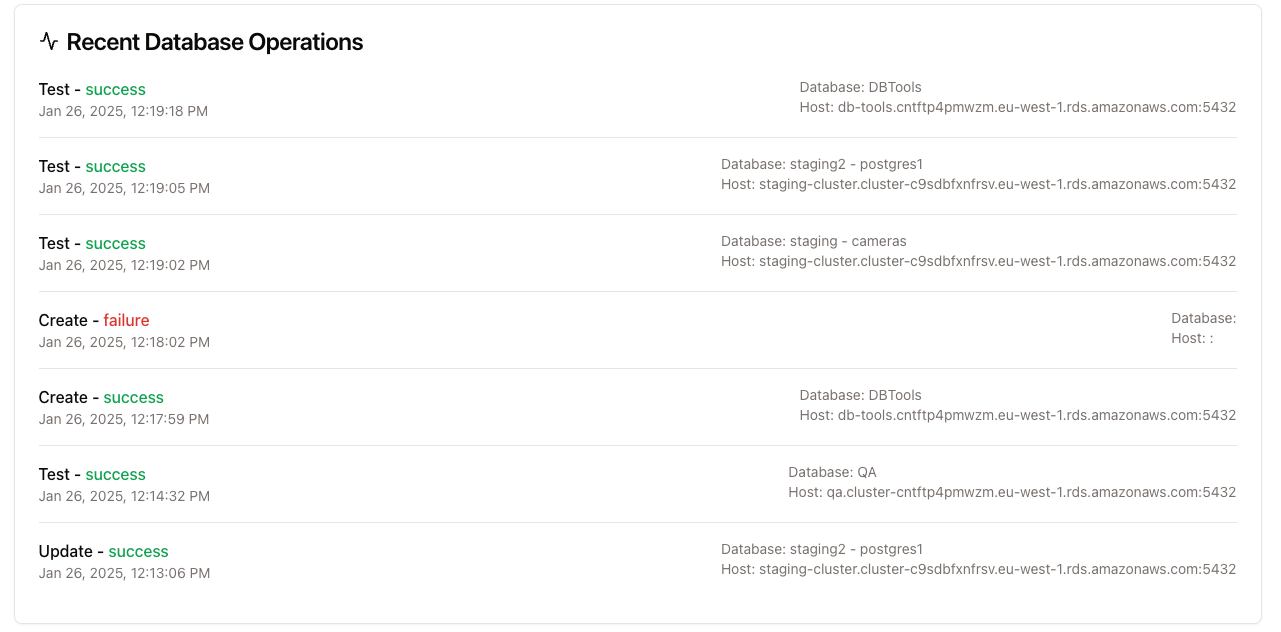 Recent Database Operations
Test - success
Jan 26, 2025, 12:19:18 PM
Database: DBTools
Host: db-tools.cntftp4pmwzm.eu-west-1.rds.amazonaws.com:5432
Test - success
Jan 26, 2025, 12:19:05 PM
Database: staging2 - postgres1
Host: staging-cluster.cluster-c9sdbfxnfrsv.eu-west-1.rds.amazonaws.com:5432
Test - success
Jan 26, 2025, 12:19:02 PM
Database: staging - cameras
Host: staging-cluster.cluster-c9sdbfxnfrsv.eu-west-1.rds.amazonaws.com:5432
Create - failure
Jan 26, 2025, 12:18:02 PM
Database:
Host: :
Create - success
Jan 26, 2025, 12:17:59 PM
Database: DBTools
Host: db-tools.cntftp4pmwzm.eu-west-1.rds.amazonaws.com:5432
Test - success
Jan 26, 2025, 12:14:32 PM
Database: QA
Host: qa.cluster-cntftp4pmwzm.eu-west-1.rds.amazonaws.com:5432
Update - success
Jan 26, 2025, 12:13:06 PM
Database: staging2 - postgres1
Host: staging-cluster.cluster-c9sdbfxnfrsv.eu-west-1.rds.amazonaws.com:5432